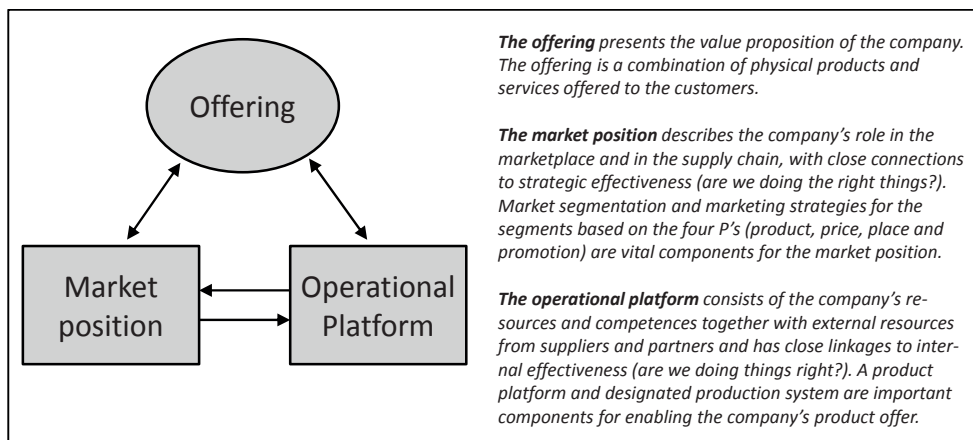 Offering
Market
position
Operational
Platform
The offering presents the value proposition of the company.
The offering is a combination of physical products and
services offered to the customers.
The market position describes the company's role in the
marketplace and in the supply chain, with close connections
to strategic effectiveness (are we doing the right things?).
Market segmentation and marketing strategies for the
segments based on the four P's (product, price, place and
promotion) are vital components for the market position.
The operational platform consists of the company's re-
sources and competences together with external resources
from suppliers and partners and has close linkages to inter-
nal effectiveness (are we doing things right?). A product
platform and designated production system are important
components for enabling the company's product offer.